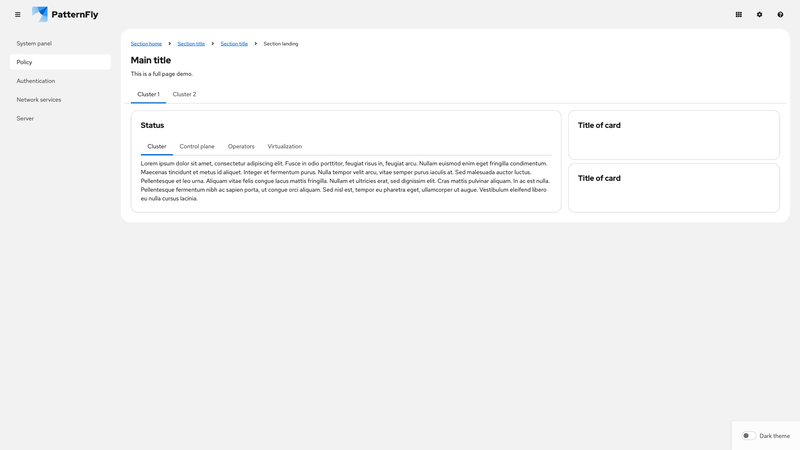 PatternFly
System panel
Policy
Authentication
Network services
Server
Section home > Section title > Section title > Section landing
Main title
This is a full page demo.
Cluster 1 Cluster 2
Status
Cluster Control plane Operators Virtualization
Lorem ipsum dolor sit amet, consectetur adipiscing elit. Fusce in odio porttitor, feugiat risus in, feugiat arcu. Nullam euismod enim eget fringilla condimentum.
Maecenas tincidunt et metus id aliquet. Integer et fermentum purus. Nulla tempor velit arcu, vitae semper purus iaculis at. Sed malesuada auctor luctus.
Pellentesque et leo urna. Aliquam vitae felis congue lacus mattis fringilla. Nullam et ultricies erat, sed dignissim elit. Cras mattis pulvinar aliquam. In ac est nulla.
Pellentesque fermentum nibh ac sapien porta, ut congue orci aliquam. Sed nisl est, tempor eu pharetra eget, ullamcorper ut augue. Vestibulum eleifend libero
eu nulla cursus lacinia.
Title of card
Title of card
Dark theme